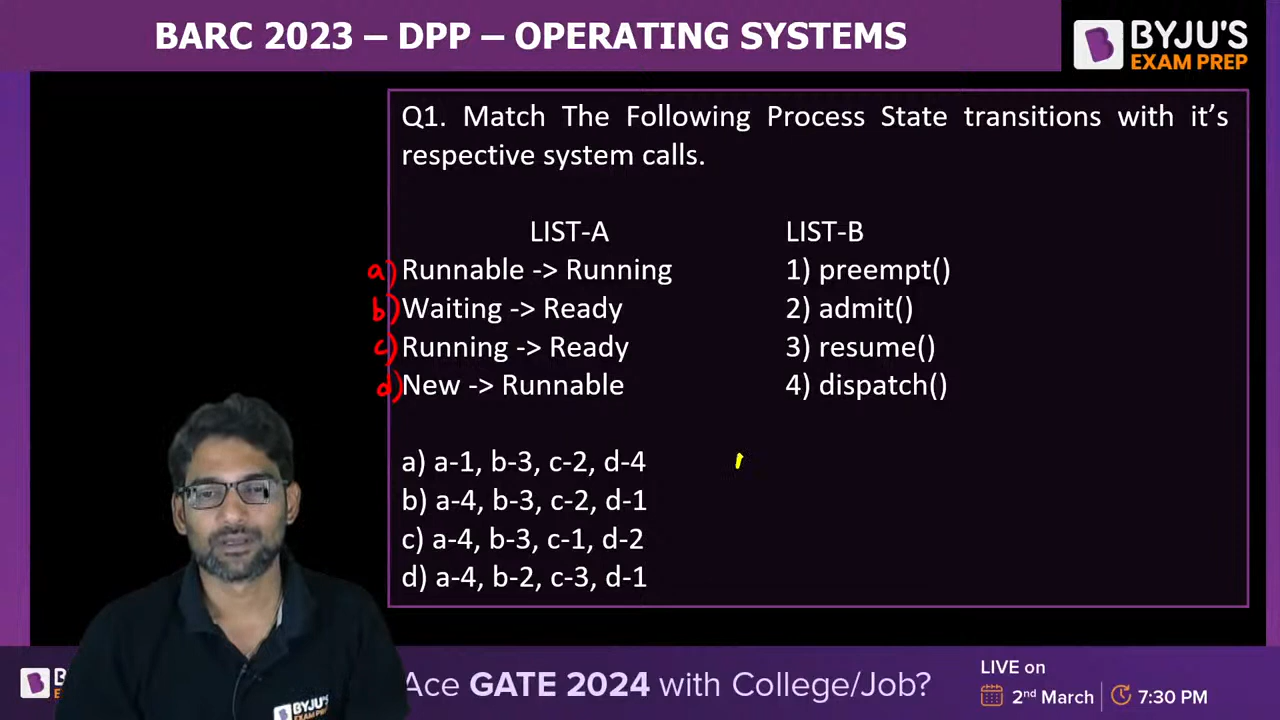 BARC 2023 – DPP – OPERATING SYSTEMS
BYJU'S
EXAM PREP
Q1. Match The Following Process State transitions with it's
respective system calls.
LIST-A LIST-B
a) Runnable -> Running 1) preempt()
b) Waiting -> Ready 2) admit()
c) Running -> Ready 3) resume()
d) New -> Runnable 4) dispatch()
a) a-1, b-3, c-2, d-4
b) a-4, b-3, c-2, d-1
c) a-4, b-3, c-1, d-2
d) a-4, b-2, c-3, d-1
BYJU'S
EXAM PREP
Ace GATE 2024 with College/Job?
LIVE on
2nd March 7:30 PM